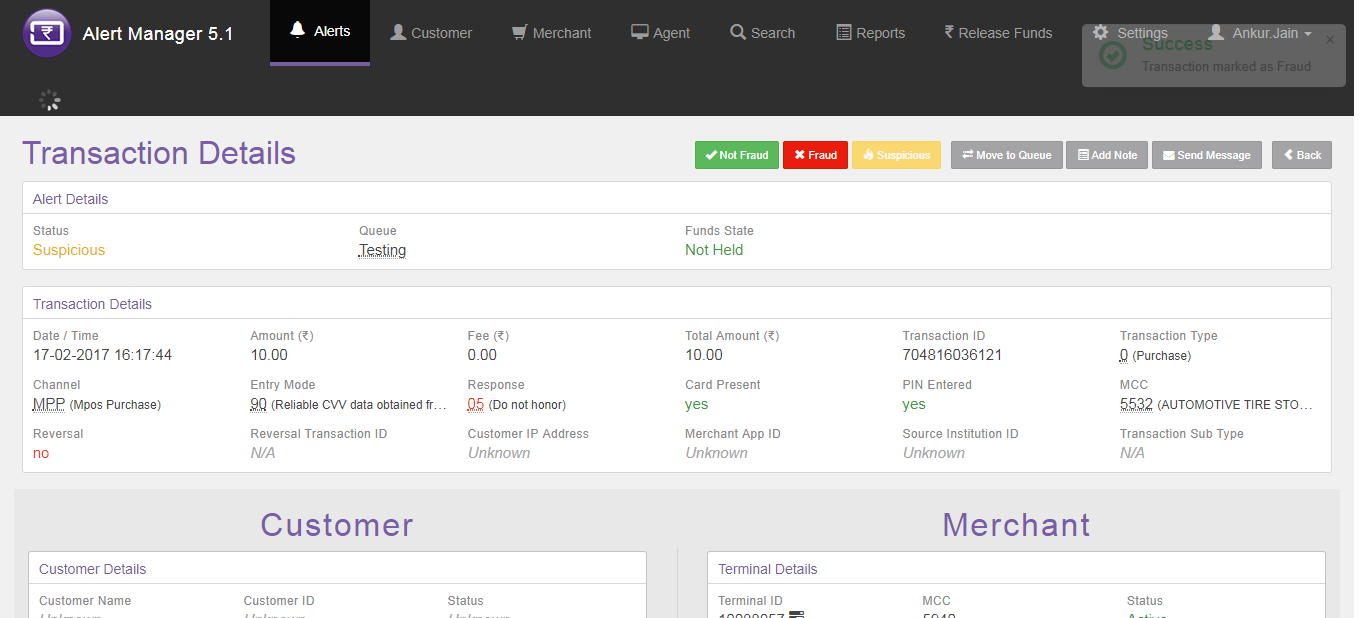 Alert Manager 5.1
Alerts
Customer
Merchant
Agent
Search
Reports
₹ Release Funds
Settings
Ankur.Jain
Success
×
Transaction marked as Fraud
Transaction Details
Not Fraud
Fraud
Suspicious
Move to Queue
Add Note
Send Message
Back
Alert Details
Status Queue Funds State
Suspicious Testing Not Held
Transaction Details
Date / Time Amount (₹) Fee (₹) Total Amount (₹) Transaction ID Transaction Type
17-02-2017 16:17:44 10.00 0.00 10.00 704816036121 0 (Purchase)
Channel Entry Mode Response Card Present PIN Entered MCC
MPP (Mpos Purchase) 90 (Reliable CVV data obtained fr... 05 (Do not honor) yes yes 5532 (AUTOMOTIVE TIRE STO...
Reversal Reversal Transaction ID Customer IP Address Merchant App ID Source Institution ID Transaction Sub Type
no N/A Unknown Unknown Unknown N/A
Customer Merchant
Customer Details Terminal Details
Customer Name Customer ID Status Terminal ID MCC Status